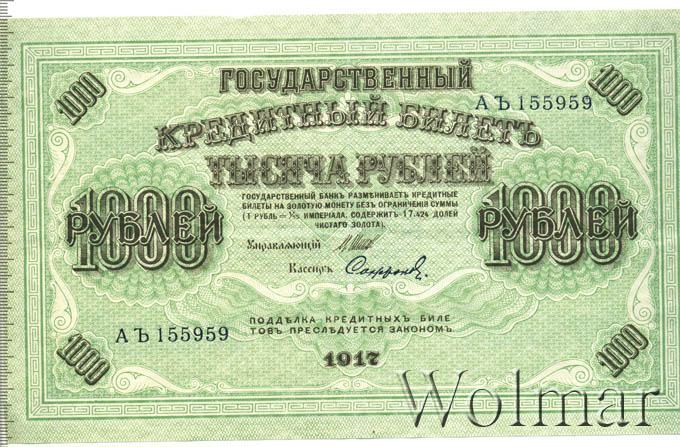 1000
1000
ГОСУДАРСТВЕННЫЙ
АЪ 155959
КРЕДИТНЫЙ БИЛЕТЪ
ТЫСЯЧА РУБЛЕЙ
ГОСУДАРСТВЕННЫЙ БАНКЪ РАЗМѢНИВАЕТЪ КРЕДИТНЫЕ
БИЛЕТЫ НА ЗОЛОТУЮ МОНЕТУ БЕЗЪ ОГРАНИЧЕНІЯ СУММЫ
(1 РУБЛЬ = 1/15 ИМПЕРІАЛА, СОДЕРЖИТЪ 17,424 ДОЛЕЙ
ЧИСТАГО ЗОЛОТА).
1000 РУБЛЕЙ
1000 РУБЛЕЙ
Управляющій
Кассиръ
АЪ 155959
ПОДДѢЛКА КРЕДИТНЫХЪ БИЛЕ
ТОВЪ ПРЕСЛѢДУЕТСЯ ЗАКОНОМЪ
1917
1000
1000
Wolmar